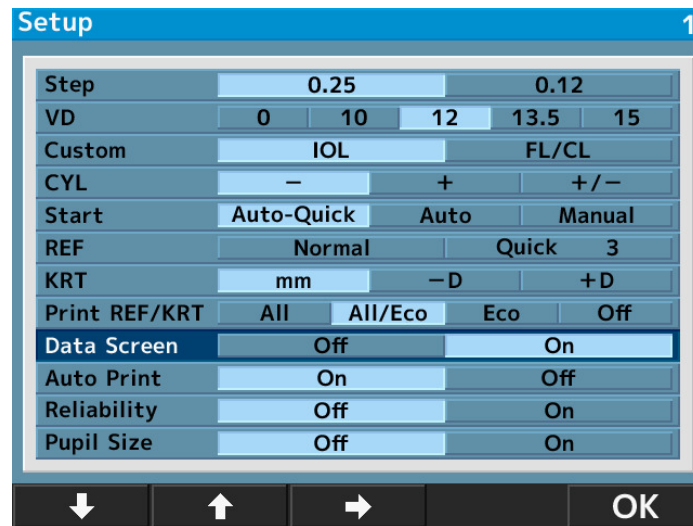 Setup 1
Step 0.25 0.12
VD 0 10 12 13.5 15
Custom IOL FL/CL
CYL − + +/−
Start Auto-Quick Auto Manual
REF Normal Quick 3
KRT mm −D +D
Print REF/KRT All All/Eco Eco Off
Data Screen Off On
Auto Print On Off
Reliability Off On
Pupil Size Off On
OK